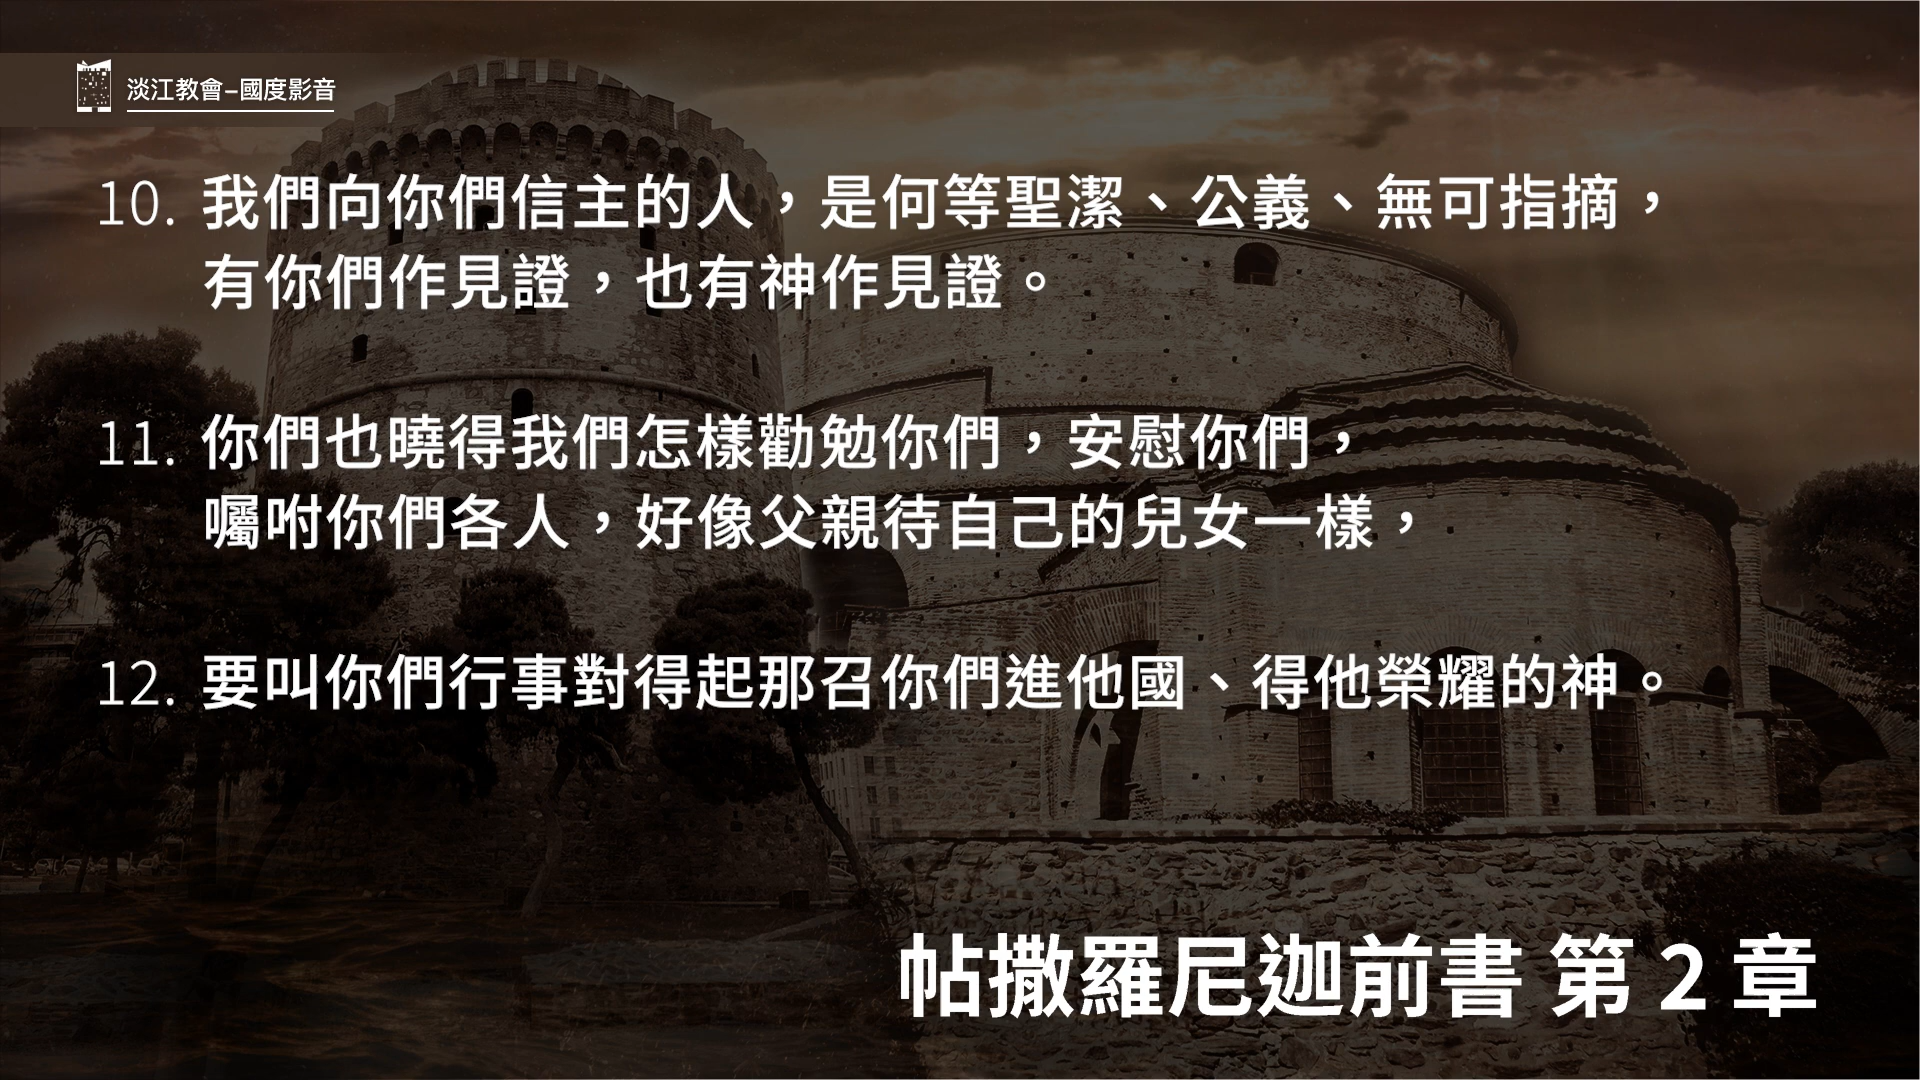 淡江教會–國度影音
10. 我們向你們信主的人，是何等聖潔、公義、無可指摘，
有你們作見證，也有神作見證。
11. 你們也曉得我們怎樣勸勉你們，安慰你們，
囑咐你們各人，好像父親待自己的兒女一樣，
12. 要叫你們行事對得起那召你們進他國、得他榮耀的神。
帖撒羅尼迦前書 第 2 章